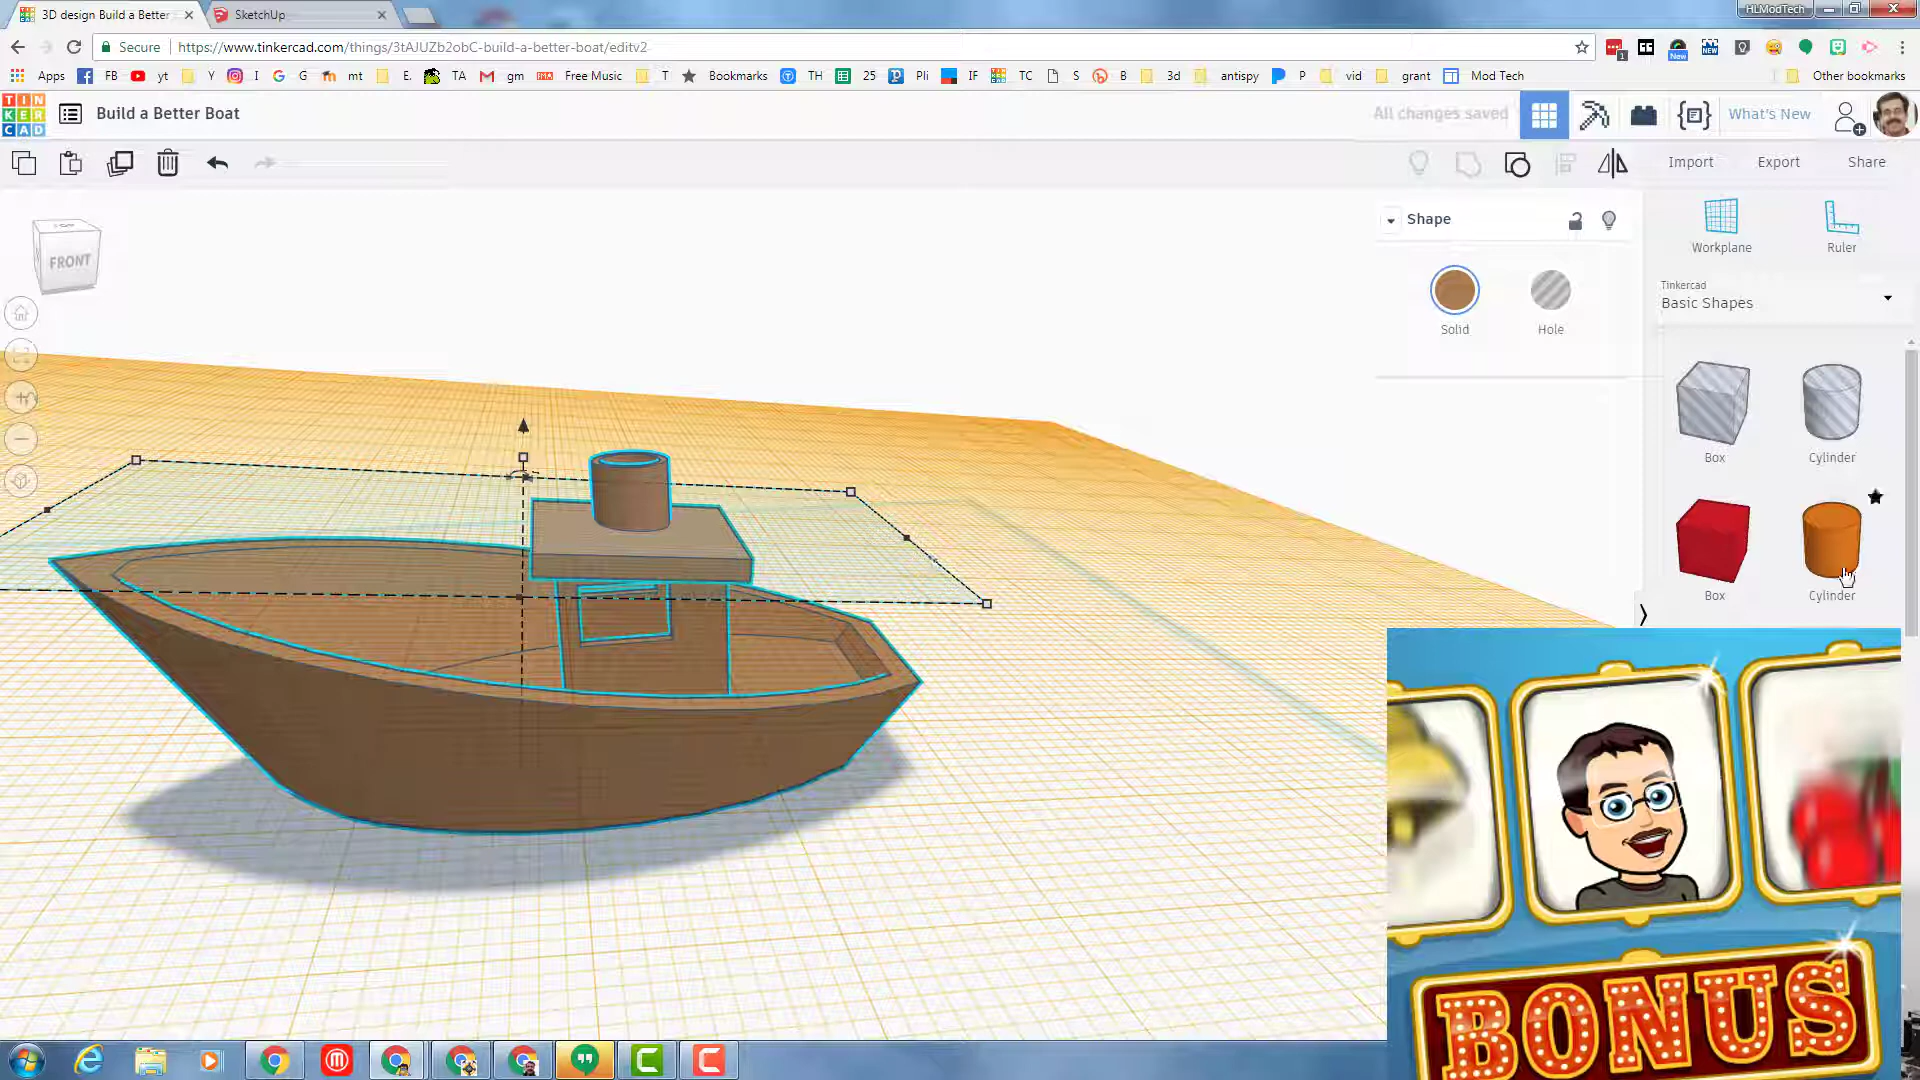 3D design Build a Better
SketchUp
HLModTech
Secure
https://www.tinkercad.com/things/3tAJUZb2obC-build-a-better-boat/editv2
Apps FB yt Y I G G mt E. TA gm Free Music T Bookmarks TH 25 Pli IF TC S B 3d antispy P vid grant Mod Tech Other bookmarks
TIN
KER
CAD
Build a Better Boat
All changes saved
What's New
Import Export Share
FRONT
Shape
Solid
Hole
Workplane
Ruler
Tinkercad
Basic Shapes
Box
Cylinder
Box
Cylinder
BONUS